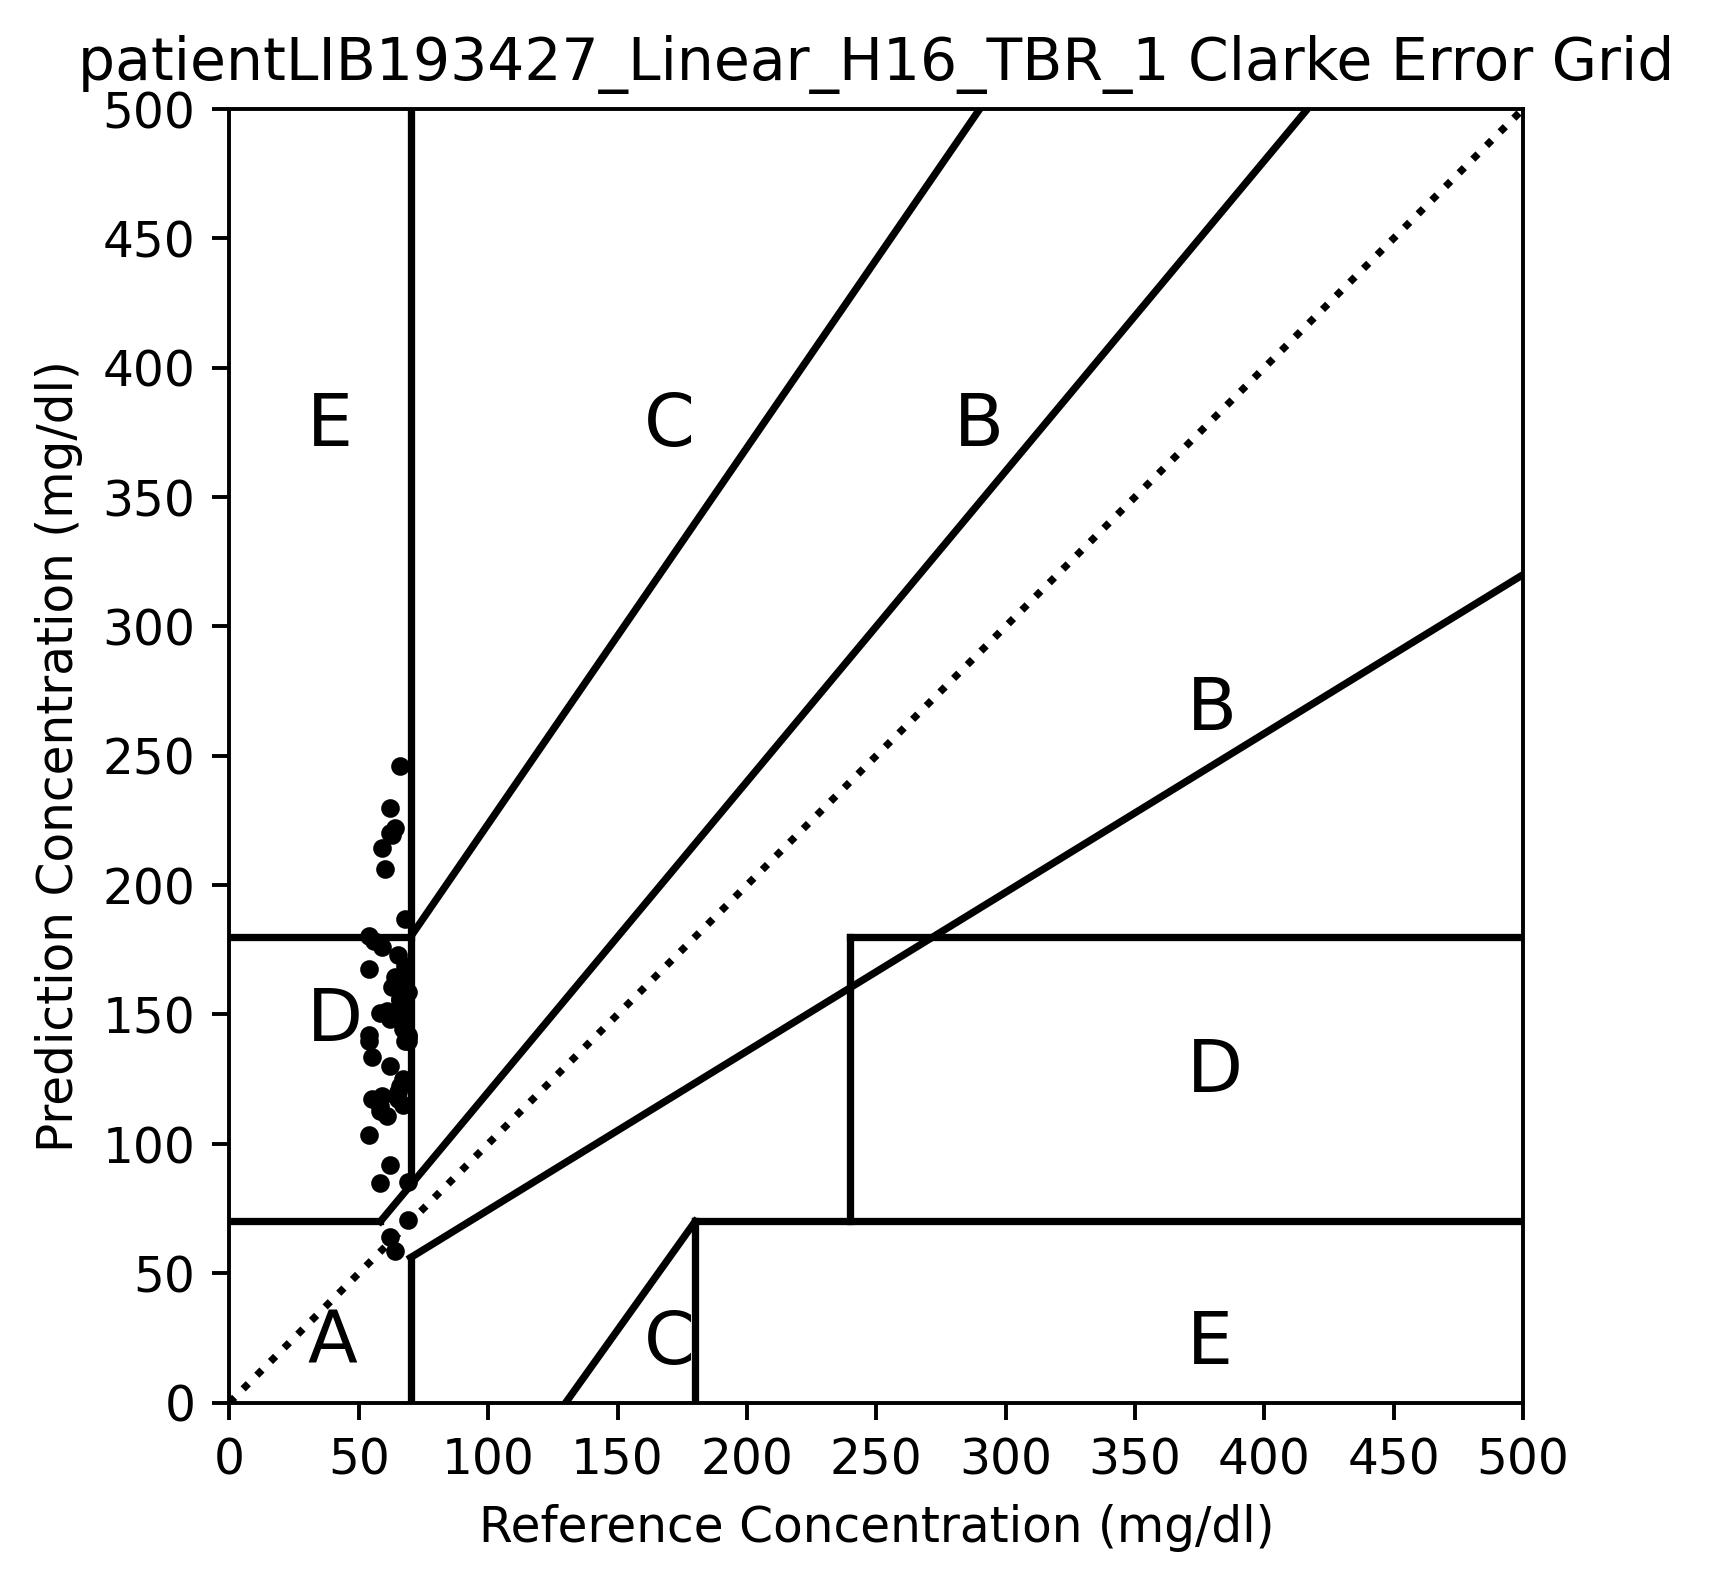 patientLIB193427_Linear_H16_TBR_1 Clarke Error Grid
500
450
400
350
300
250
200
150
100
50
0
Prediction Concentration (mg/dl)
E
C
B
B
D
D
A
C
E
0 50 100 150 200 250 300 350 400 450 500
Reference Concentration (mg/dl)